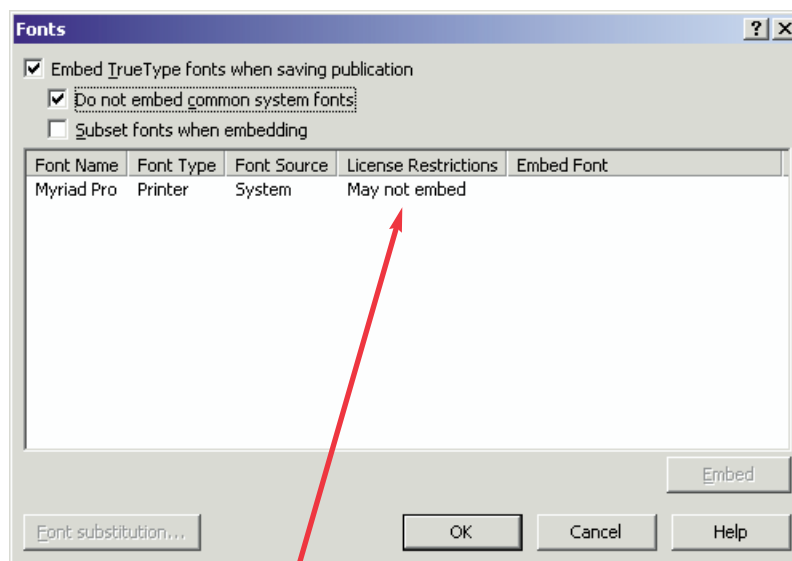 Fonts
Embed TrueType fonts when saving publication
Do not embed common system fonts
Subset fonts when embedding
Font Name Font Type Font Source License Restrictions Embed Font
Myriad Pro Printer System May not embed
Embed
Font substitution... OK Cancel Help